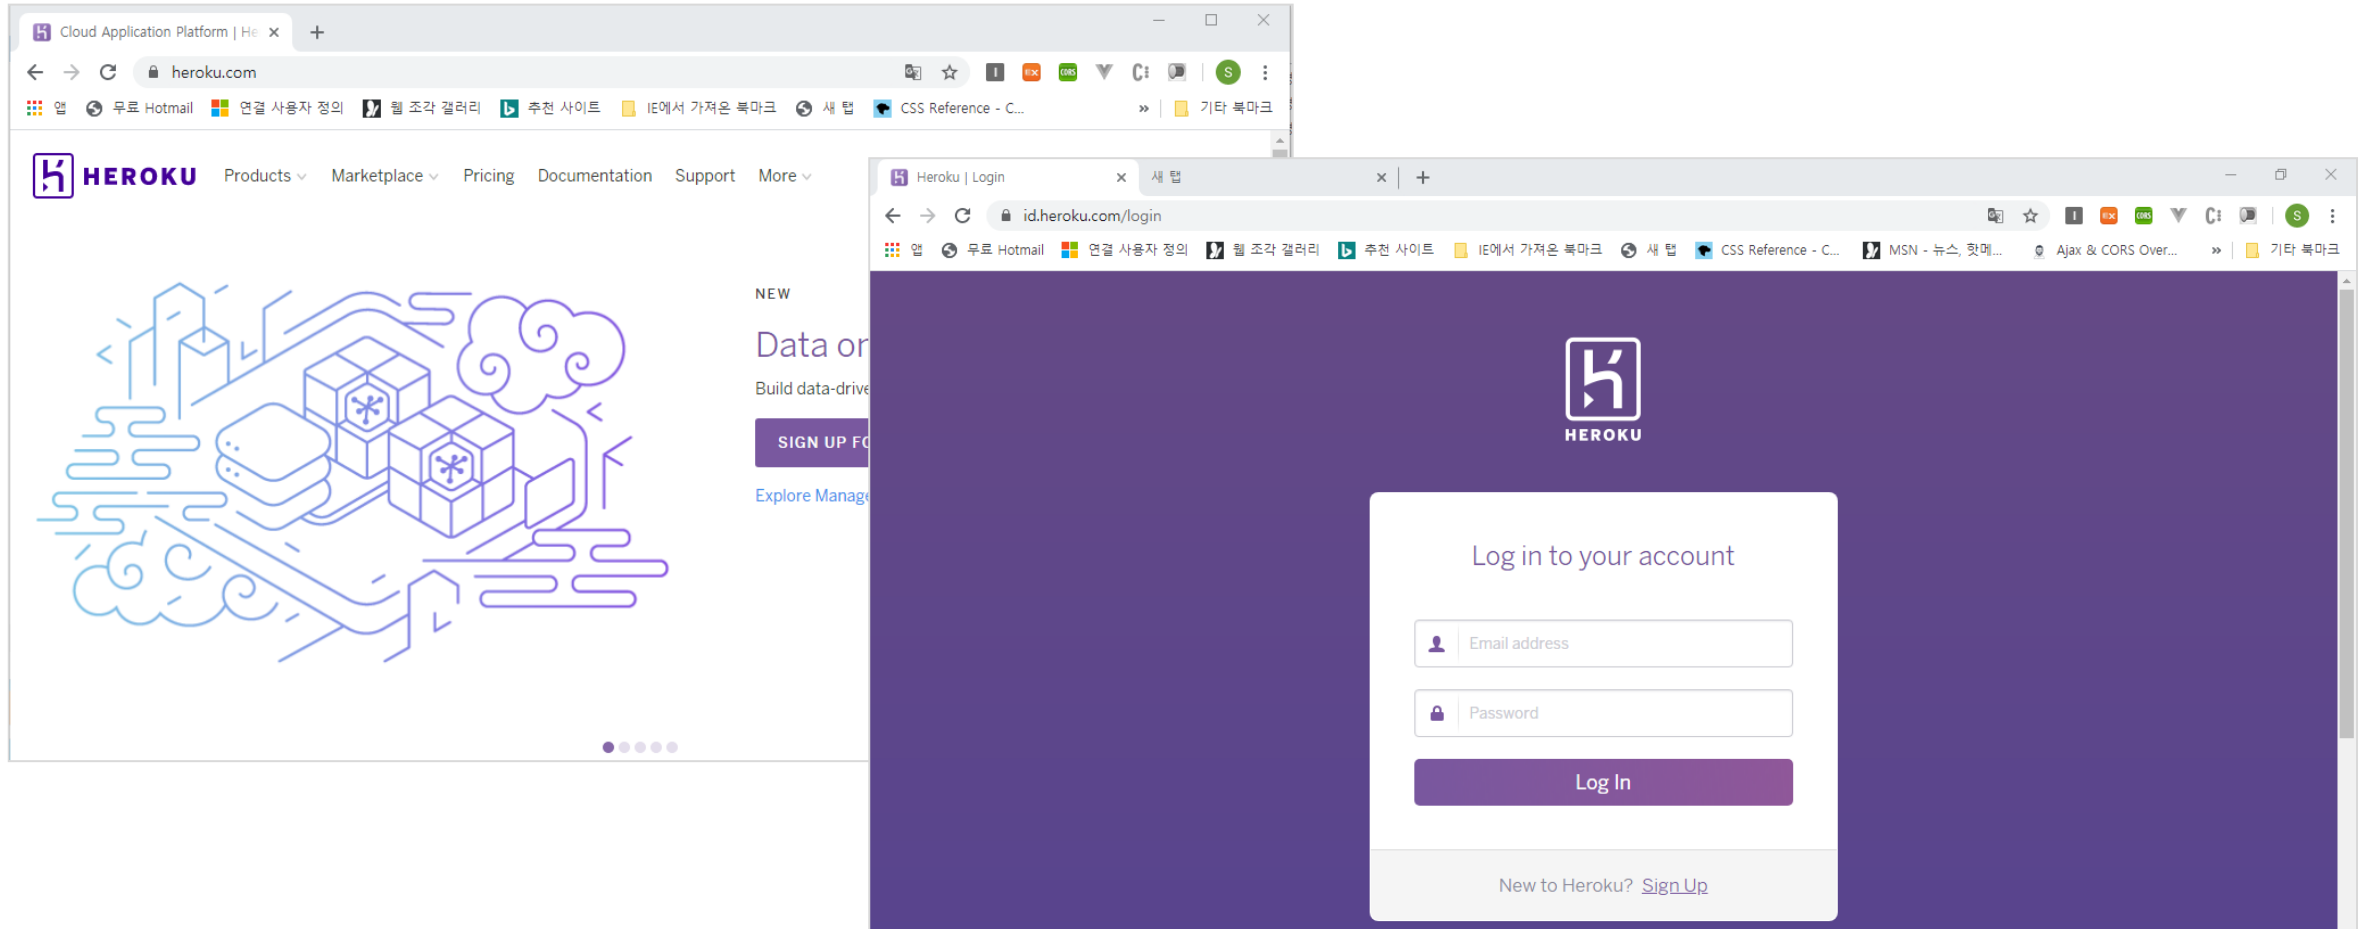 Cloud Application Platform | He
heroku.com
앱 무료 Hotmail 연결 사용자 정의 웹 조각 갤러리 추천 사이트 IE에서 가져온 북마크 새 탭 CSS Reference - C... » 기타 북마크
HEROKU Products Marketplace Pricing Documentation Support More
NEW
Data or
Build data-drive
SIGN UP FO
Explore Manage
Heroku | Login 새 탭
id.heroku.com/login
앱 무료 Hotmail 연결 사용자 정의 웹 조각 갤러리 추천 사이트 IE에서 가져온 북마크 새 탭 CSS Reference - C... MSN - 뉴스, 핫메... Ajax & CORS Over... » 기타 북마크
HEROKU
Log in to your account
Email address
Password
Log In
New to Heroku? Sign Up